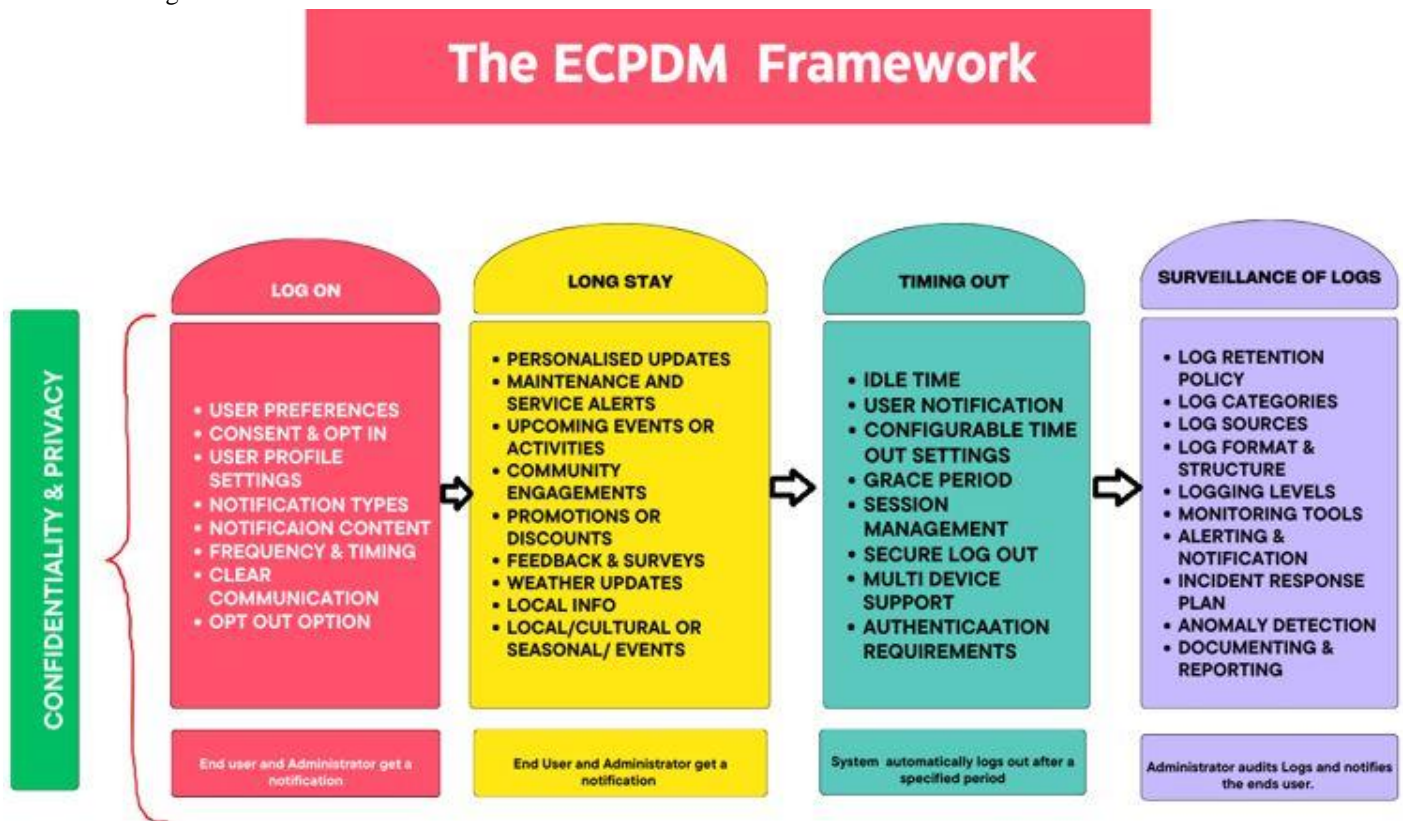 The ECPDM Framework
CONFIDENTIALITY & PRIVACY
LOG ON
• USER PREFERENCES
• CONSENT & OPT IN
• USER PROFILE
SETTINGS
• NOTIFICATION TYPES
• NOTIFICAION CONTENT
• FREQUENCY & TIMING
• CLEAR
COMMUNICATION
• OPT OUT OPTION
End user and Administrator get a
notification
LONG STAY
• PERSONALISED UPDATES
• MAINTENANCE AND
SERVICE ALERTS
• UPCOMING EVENTS OR
ACTIVITIES
• COMMUNITY
ENGAGEMENTS
• PROMOTIONS OR
DISCOUNTS
• FEEDBACK & SURVEYS
• WEATHER UPDATES
• LOCAL INFO
• LOCAL/CULTURAL OR
SEASONAL/ EVENTS
End User and Administrator get a
notification
TIMING OUT
• IDLE TIME
• USER NOTIFICATION
• CONFIGURABLE TIME
OUT SETTINGS
• GRACE PERIOD
• SESSION
MANAGEMENT
• SECURE LOG OUT
• MULTI DEVICE
SUPPORT
• AUTHENTICAATION
REQUIREMENTS
System automatically logs out after a
specified period
SURVEILLANCE OF LOGS
• LOG RETENTION
POLICY
• LOG CATEGORIES
• LOG SOURCES
• LOG FORMAT &
STRUCTURE
• LOGGING LEVELS
• MONITORING TOOLS
• ALERTING &
NOTIFICATION
• INCIDENT RESPONSE
PLAN
• ANOMALY DETECTION
• DOCUMENTING &
REPORTING
Administrator audits Logs and notifies
the ends user.